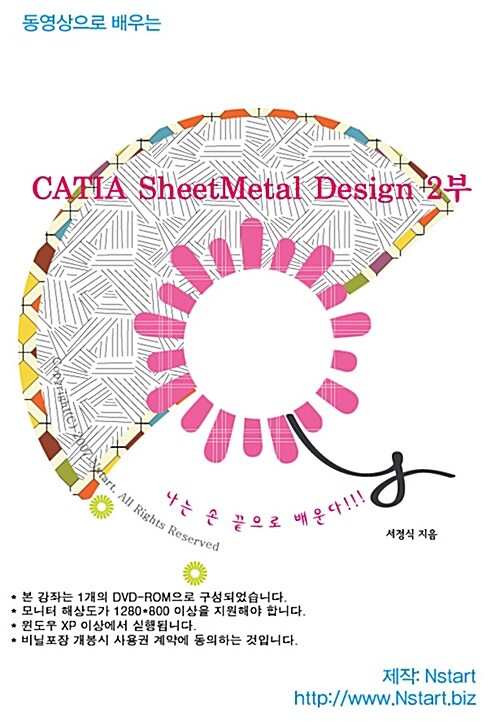 동영상으로 배우는
CATIA SheetMetal Design 2부
Copyright(C) 2007 Nstart. All Rights Reserved
나는 손 끝으로 배운다!!!
서경식 지음
* 본 강좌는 1개의 DVD-ROM으로 구성되었습니다.
* 모니터 해상도가 1280*800 이상을 지원해야 합니다.
* 윈도우 XP 이상에서 실행됩니다.
* 비닐포장 개봉시 사용권 계약에 동의하는 것입니다.
제작: Nstart
http://www.Nstart.biz